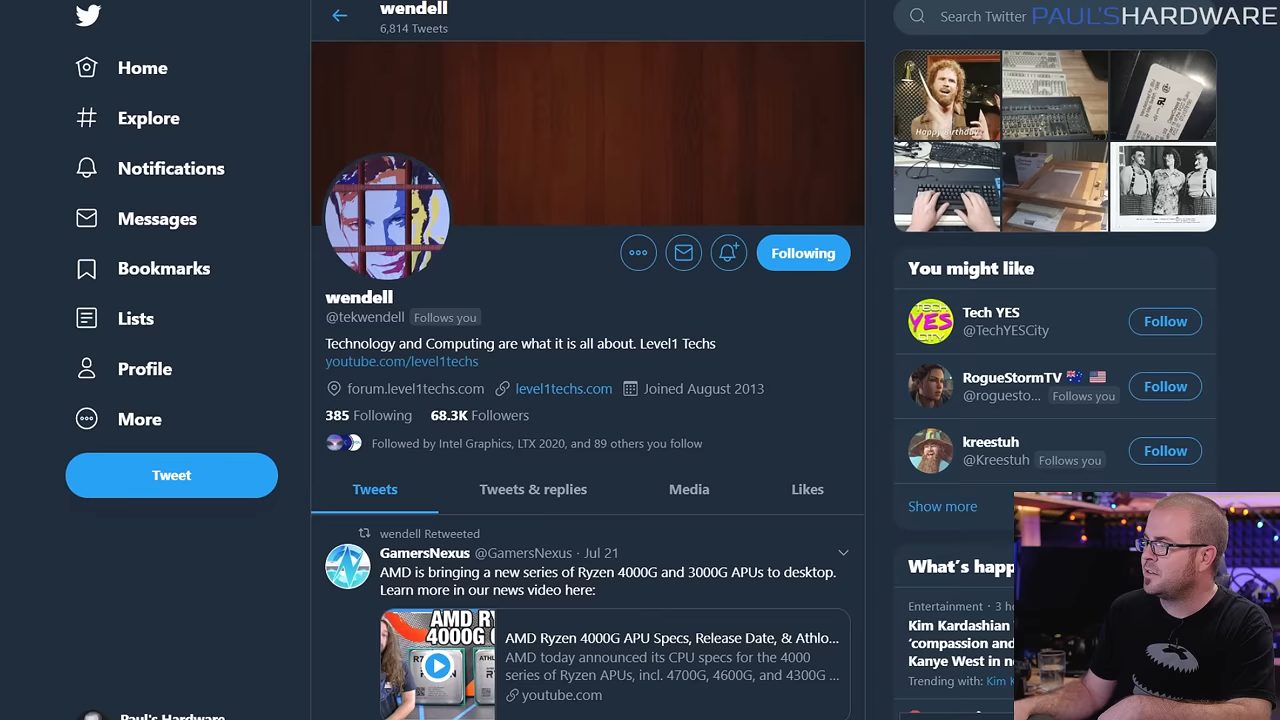 wendell
6,814 Tweets
Search Twitter
PAUL'SHARDWARE
Home
Explore
Notifications
Messages
Bookmarks
Lists
Profile
More
Tweet
Following
wendell
@tekwendell Follows you
Technology and Computing are what it is all about. Level1 Techs
youtube.com/level1techs
forum.level1techs.com level1techs.com Joined August 2013
385 Following 68.3K Followers
Followed by Intel Graphics, LTX 2020, and 89 others you follow
Tweets Tweets & replies Media Likes
wendell Retweeted
GamersNexus @GamersNexus · Jul 21
AMD is bringing a new series of Ryzen 4000G and 3000G APUs to desktop.
Learn more in our news video here:
AMD R
4000G
AMD Ryzen 4000G APU Specs, Release Date, & Athlo...
AMD today announced its CPU specs for the 4000
series of Ryzen APUs, incl. 4700G, 4600G, and 4300G ...
youtube.com
Happy Birthday
You might like
TECH
YES
CITY
Tech YES
@TechYESCity
Follow
RogueStormTV
@roguesto... Follows you
Follow
kreestuh
@Kreestuh Follows you
Follow
Show more
What's happ
Entertainment · 3 ho
Kim Kardashian
'compassion and
Kanye West in n
Trending with: Kim K
Paul's Hardware